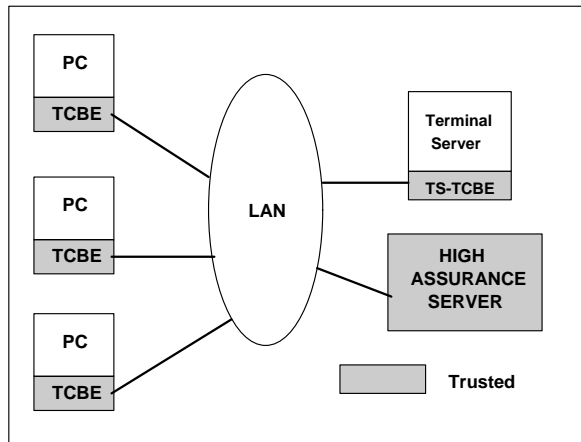 PC
TCBE
PC
TCBE
PC
TCBE
LAN
Terminal
Server
TS-TCBE
HIGH
ASSURANCE
SERVER
Trusted